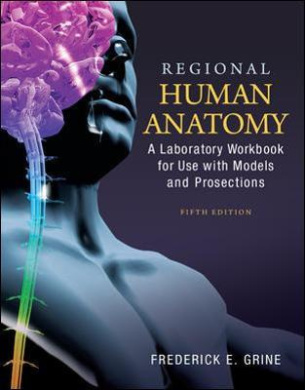 REGIONAL
HUMAN
ANATOMY
A Laboratory Workbook
for Use with Models
and Prosections
FIFTH EDITION
FREDERICK E. GRINE